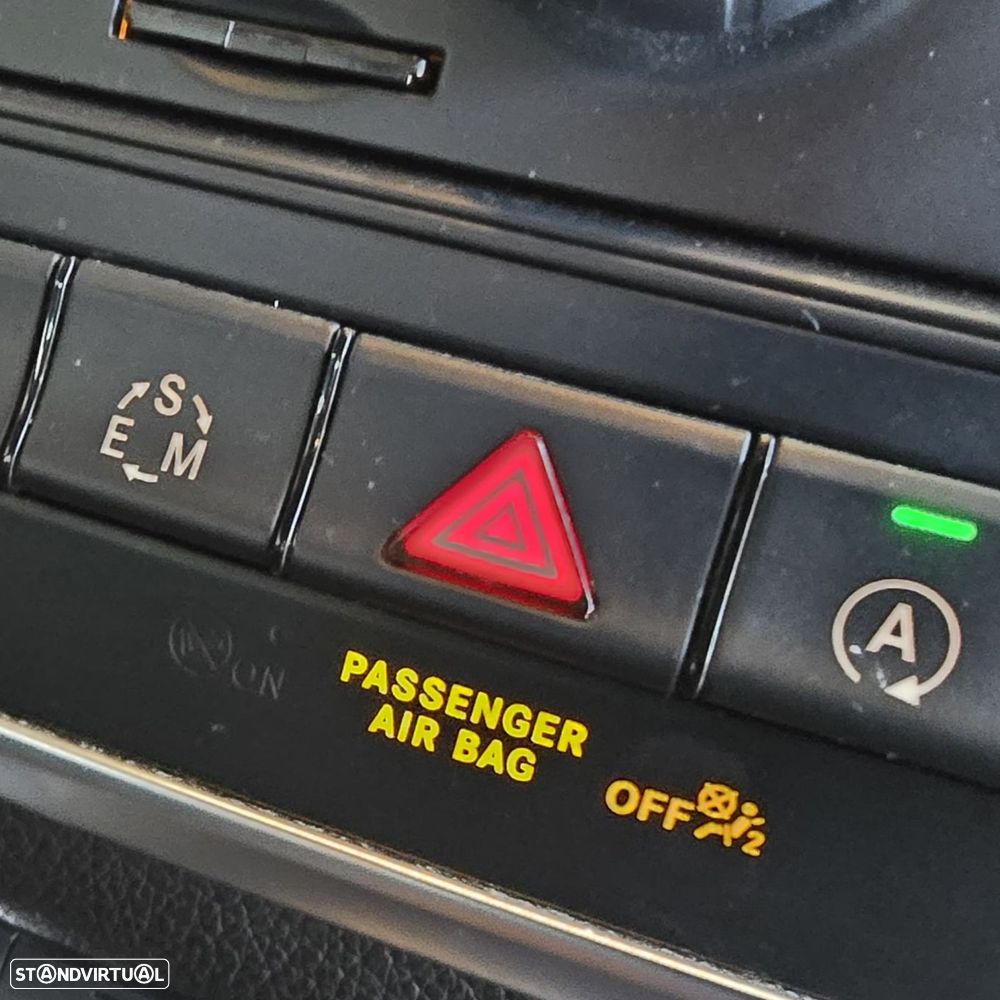 S
E M
A
ON
PASSENGER
AIR BAG
OFF 2
STANDVIRTUAL